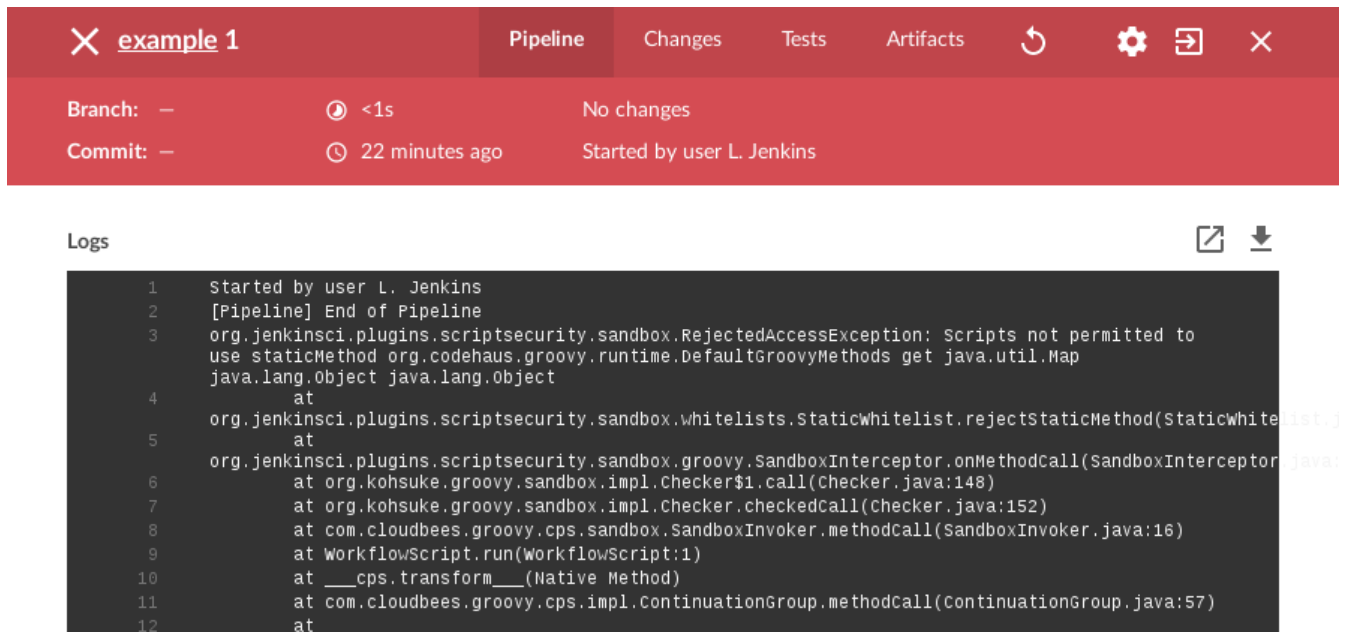 example 1
Pipeline Changes Tests Artifacts
Branch: — <1s No changes
Commit: — 22 minutes ago Started by user L. Jenkins
Logs
1 Started by user L. Jenkins
2 [Pipeline] End of Pipeline
3 org.jenkinsci.plugins.scriptsecurity.sandbox.RejectedAccessException: Scripts not permitted to
use staticMethod org.codehaus.groovy.runtime.DefaultGroovyMethods get java.util.Map
java.lang.Object java.lang.Object
4 at
org.jenkinsci.plugins.scriptsecurity.sandbox.whitelists.StaticWhitelist.rejectStaticMethod(StaticWhitelist.j
5 at
org.jenkinsci.plugins.scriptsecurity.sandbox.groovy.SandboxInterceptor.onMethodCall(SandboxInterceptor.java:
6 at org.kohsuke.groovy.sandbox.impl.Checker$1.call(Checker.java:148)
7 at org.kohsuke.groovy.sandbox.impl.Checker.checkedCall(Checker.java:152)
8 at com.cloudbees.groovy.cps.sandbox.SandboxInvoker.methodCall(SandboxInvoker.java:16)
9 at WorkflowScript.run(WorkflowScript:1)
10 at ___cps.transform___(Native Method)
11 at com.cloudbees.groovy.cps.impl.ContinuationGroup.methodCall(ContinuationGroup.java:57)
12 at